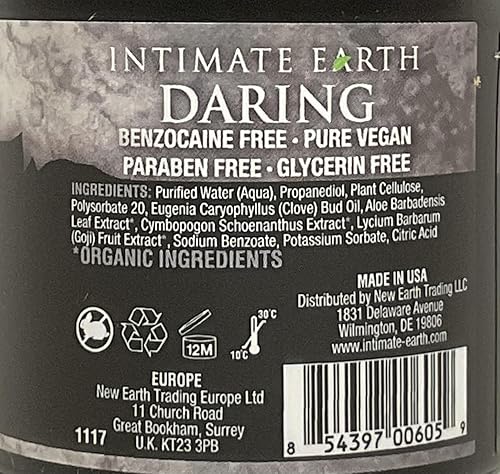 INTIMATE EARTH
DARING
BENZOCAINE FREE · PURE VEGAN
PARABEN FREE · GLYCERIN FREE
INGREDIENTS: Purified Water (Aqua), Propanediol, Plant Cellulose,
Polysorbate 20, Eugenia Caryophyllus (Clove) Bud Oil, Aloe Barbadensis
Leaf Extract*, Cymbopogon Schoenanthus Extract*, Lycium Barbarum
(Goji) Fruit Extract*, Sodium Benzoate, Potassium Sorbate, Citric Acid
*ORGANIC INGREDIENTS
MADE IN USA
Distributed by New Earth Trading LLC
1831 Delaware Avenue
Wilmington, DE 19806
www.intimate-earth.com
12M
30°C
10°C
EUROPE
New Earth Trading Europe Ltd
11 Church Road
Great Bookham, Surrey
U.K. KT23 3PB
1117
8 54397 00605 9